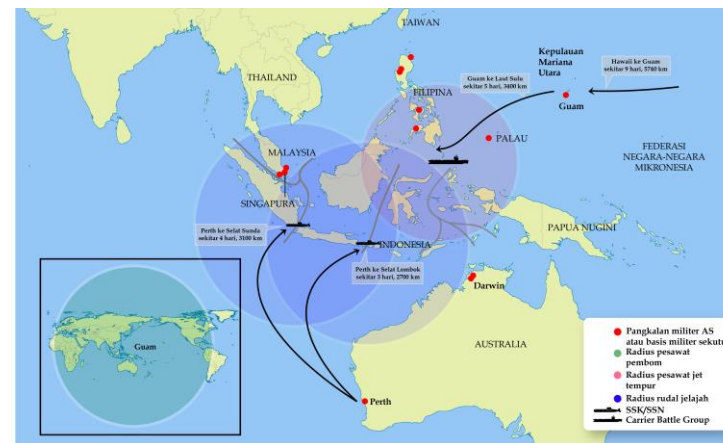 TAIWAN
Kepulauan
Mariana
Utara
Hawaii ke Guam
sekitar 9 hari, 5740 km
THAILAND
Guam ke Laut Sulu
sekitar 5 hari, 3400 km
FILIPINA
Guam
PALAU
FEDERASI
NEGARA-NEGARA
MIKRONESIA
MALAYSIA
SINGAPURA
Perth ke Selat Sunda
sekitar 4 hari, 3100 km
INDONESIA
PAPUA NUGINI
Perth ke Selat Lombok
sekitar 3 hari, 2700 km
Darwin
Guam
AUSTRALIA
Perth
Pangkalan militer AS
atau basis militer sekutu
Radius pesawat
pembom
Radius pesawat jet
tempur
Radius rudal jelajah
SSK/SSN
Carrier Battle Group